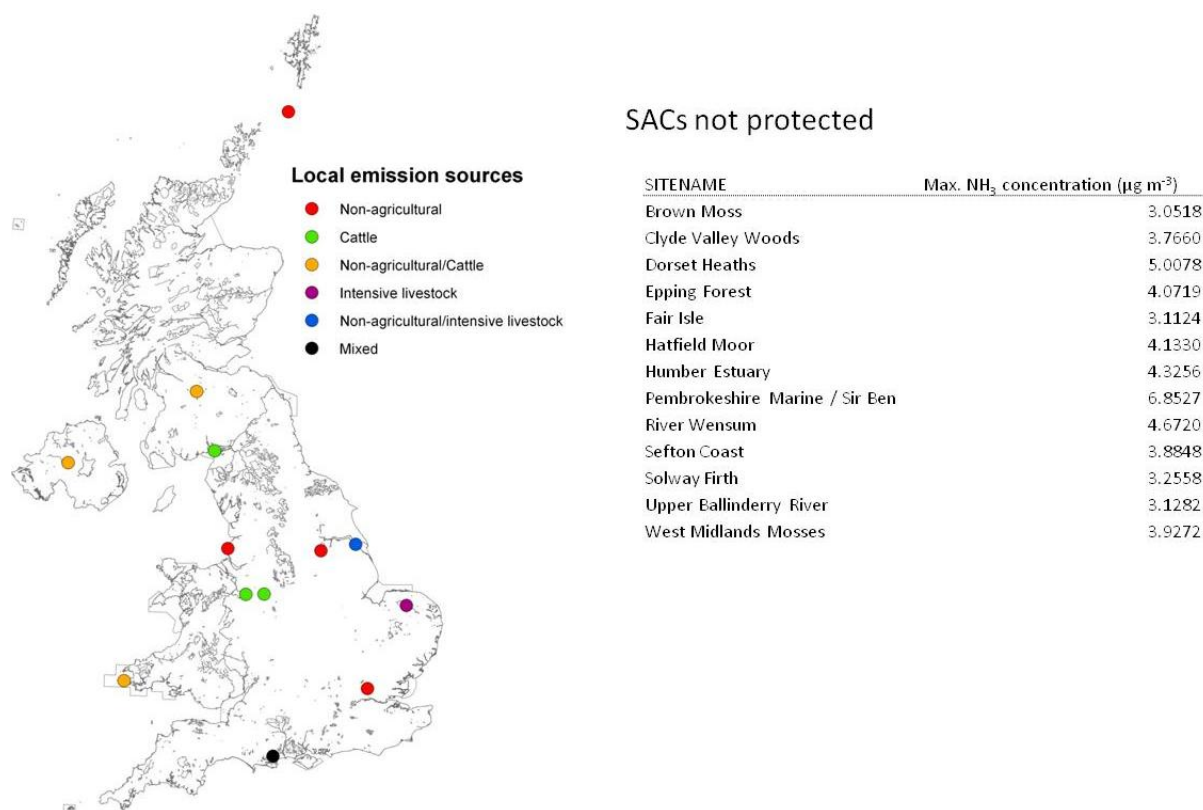 SACs not protected
Local emission sources
Non-agricultural
Cattle
Non-agricultural/Cattle
Intensive livestock
Non-agricultural/intensive livestock
Mixed
SITENAME Max. NH₃ concentration (µg m⁻³)
Brown Moss 3.0518
Clyde Valley Woods 3.7660
Dorset Heaths 5.0078
Epping Forest 4.0719
Fair Isle 3.1124
Hatfield Moor 4.1330
Humber Estuary 4.3256
Pembrokeshire Marine / Sir Ben 6.8527
River Wensum 4.6720
Sefton Coast 3.8848
Solway Firth 3.2558
Upper Ballinderry River 3.1282
West Midlands Mosses 3.9272